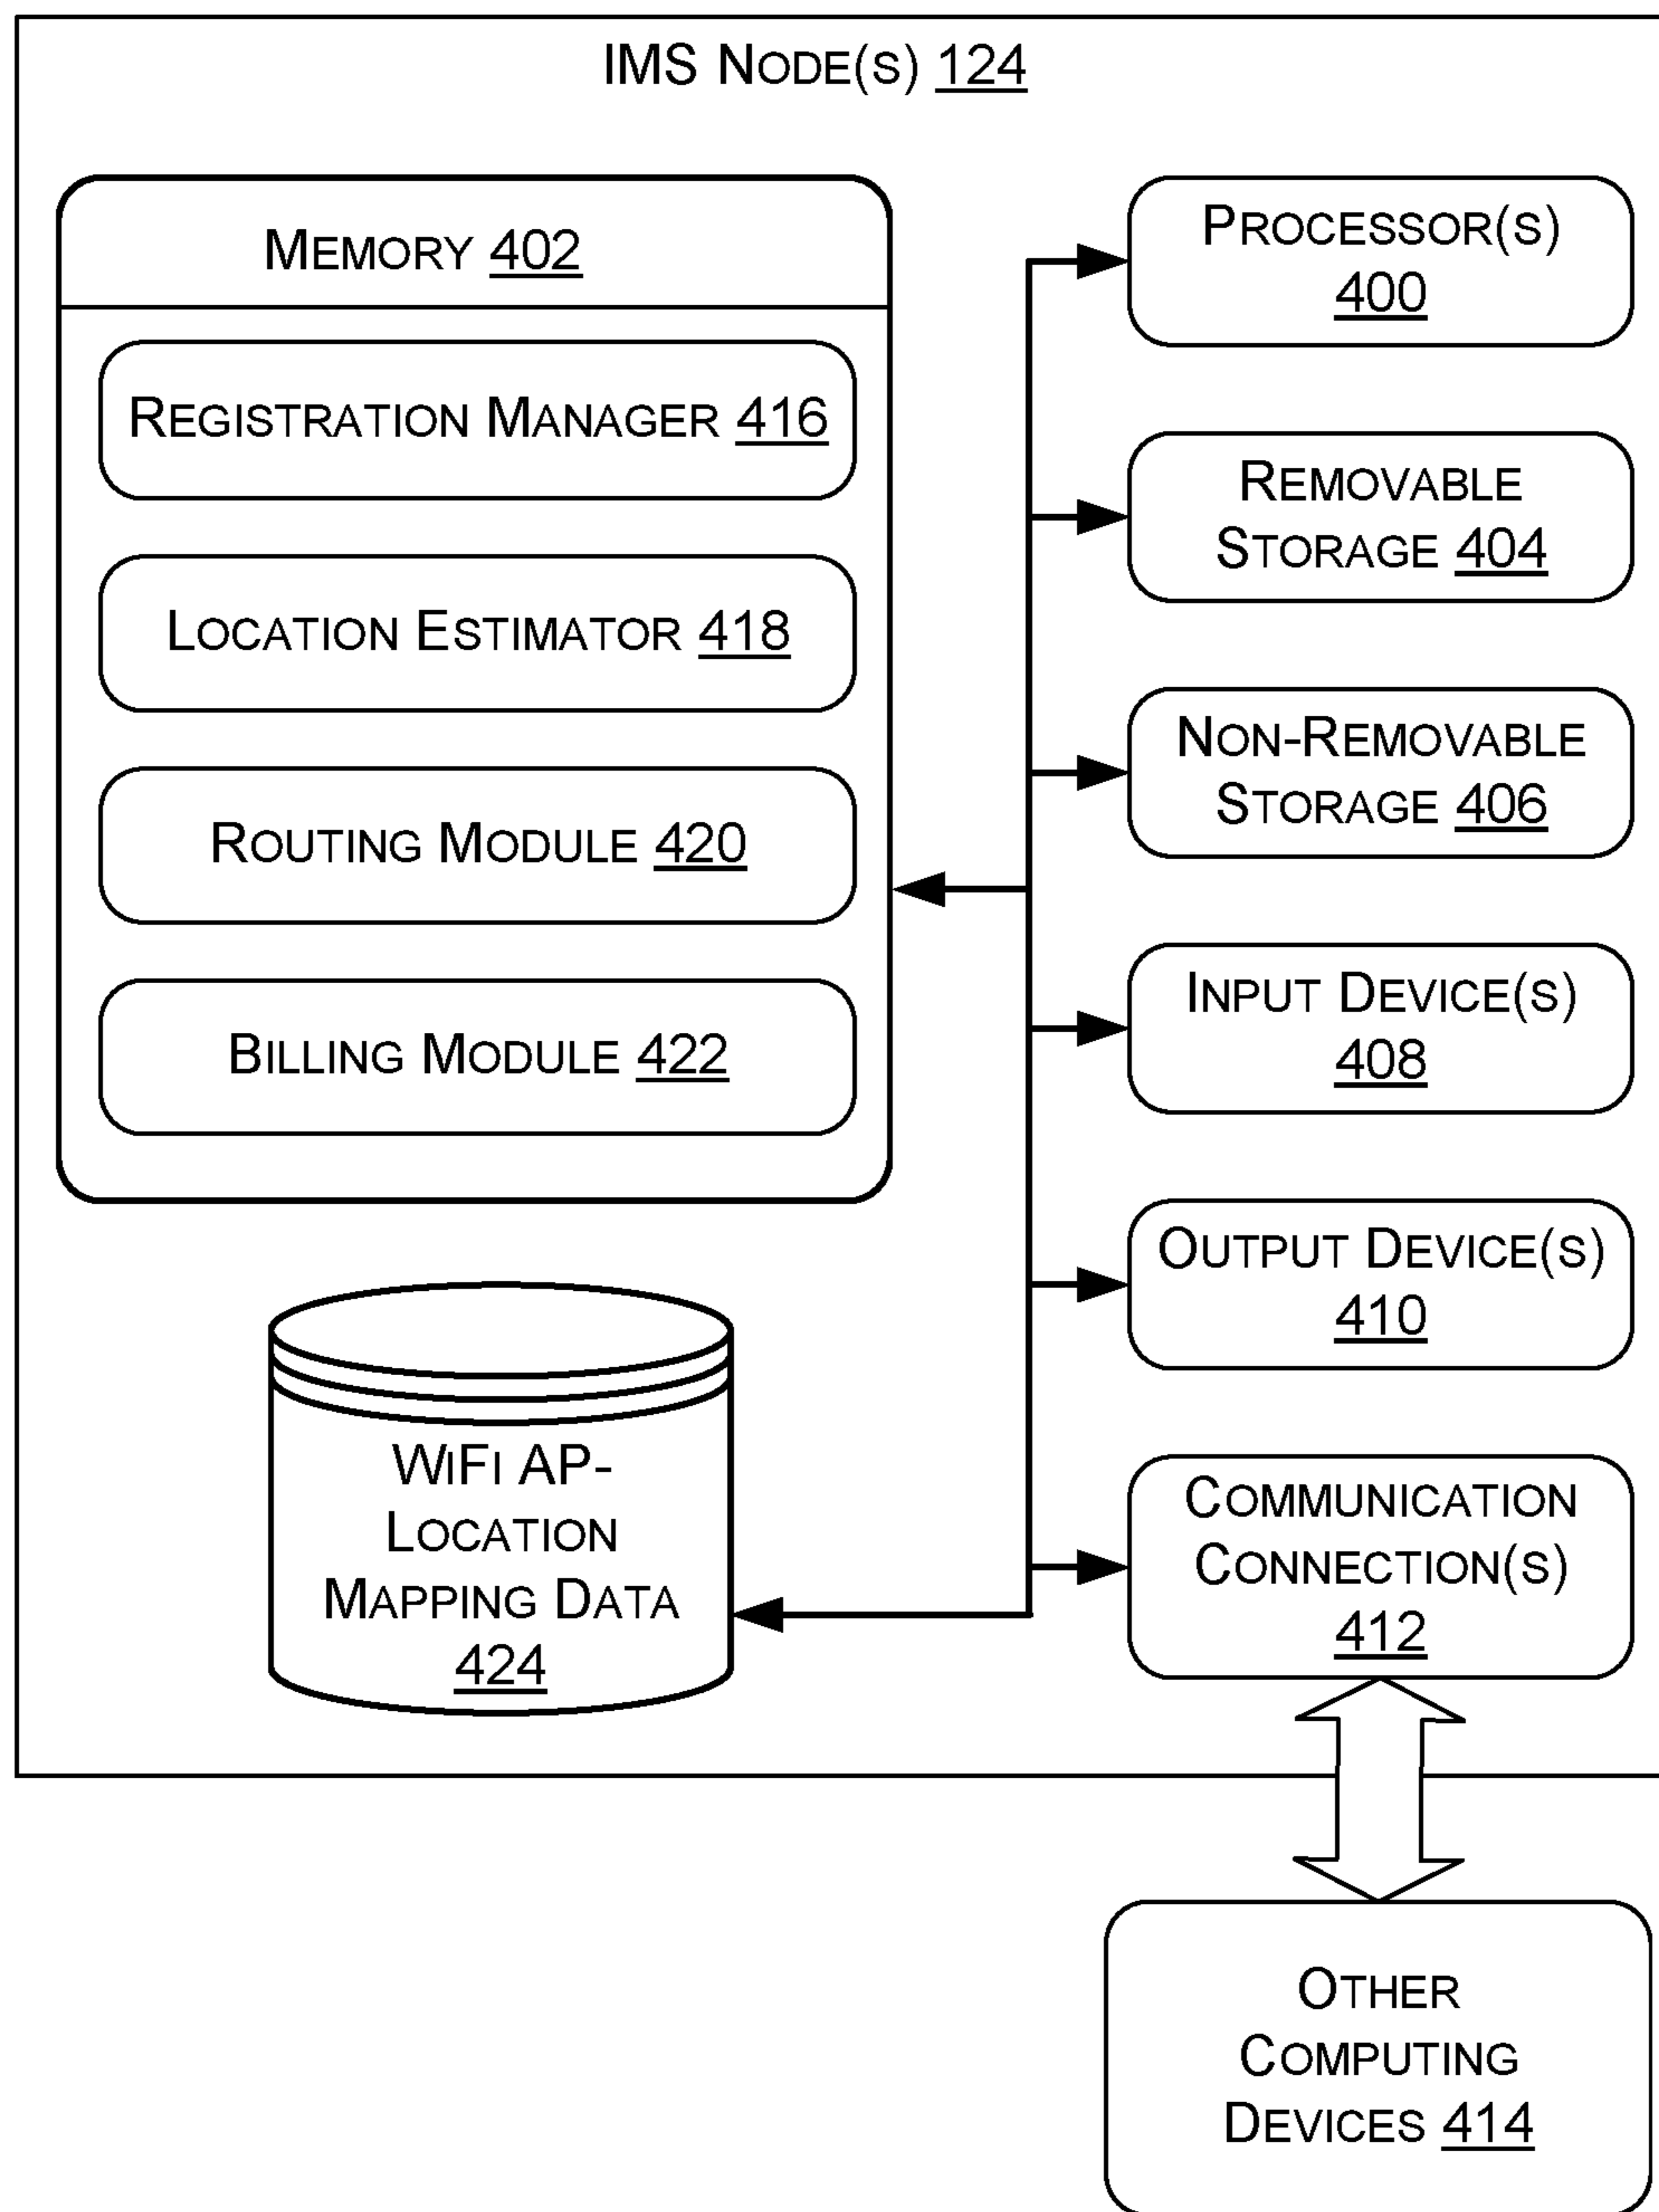 IMS NODE(S) 124
MEMORY 402
REGISTRATION MANAGER 416
LOCATION ESTIMATOR 418
ROUTING MODULE 420
BILLING MODULE 422
WIFI AP-
LOCATION
MAPPING DATA
424
PROCESSOR(S)
400
REMOVABLE
STORAGE 404
NON-REMOVABLE
STORAGE 406
INPUT DEVICE(S)
408
OUTPUT DEVICE(S)
410
COMMUNICATION
CONNECTION(S)
412
OTHER
COMPUTING
DEVICES 414